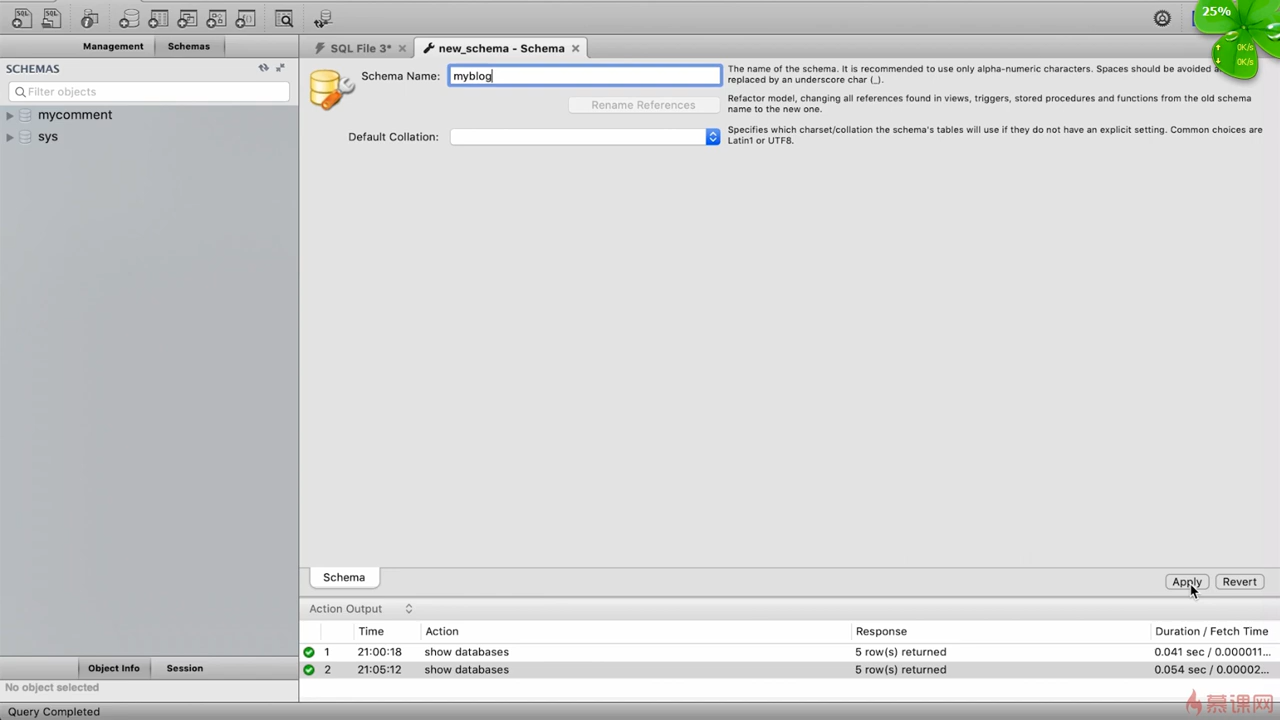 25%
Management Schemas
SQL File 3* new_schema - Schema
↑ 0K/s
↓ 0K/s
SCHEMAS
Filter objects
mycomment
sys
Schema Name: myblog
The name of the schema. It is recommended to use only alpha-numeric characters. Spaces should be avoided a
replaced by an underscore char (_).
Rename References
Refactor model, changing all references found in views, triggers, stored procedures and functions from the old schema
name to the new one.
Default Collation:
Specifies which charset/collation the schema's tables will use if they do not have an explicit setting. Common choices are
Latin1 or UTF8.
Schema
Apply Revert
Action Output
Time Action Response Duration / Fetch Time
1 21:00:18 show databases 5 row(s) returned 0.041 sec / 0.000011...
2 21:05:12 show databases 5 row(s) returned 0.054 sec / 0.00002...
Object Info Session
No object selected
Query Completed
慕课网